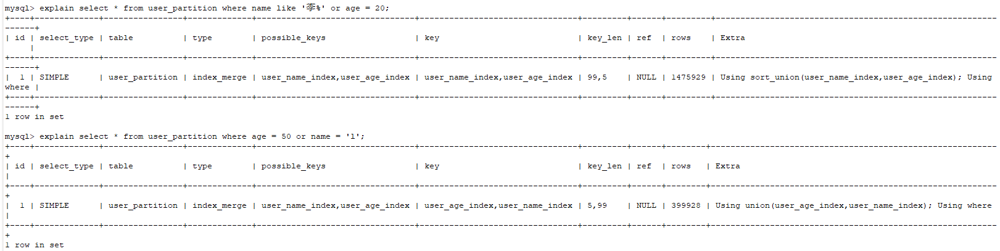 mysql> explain select * from user_partition where name like '李%' or age = 20;
+----+-------------+----------------+-------------+--------------------------------+--------------------------------+---------+------+---------+---------------------------------------------------------
------+
| id | select_type | table          | type        | possible_keys                  | key                            | key_len | ref  | rows    | Extra
     |
+----+-------------+----------------+-------------+--------------------------------+--------------------------------+---------+------+---------+---------------------------------------------------------
------+
|  1 | SIMPLE      | user_partition | index_merge | user_name_index,user_age_index | user_name_index,user_age_index | 99,5    | NULL | 1475929 | Using sort_union(user_name_index,user_age_index); Using
where |
+----+-------------+----------------+-------------+--------------------------------+--------------------------------+---------+------+---------+---------------------------------------------------------
------+
1 row in set
mysql> explain select * from user_partition where age = 50 or name = '1';
+----+-------------+----------------+-------------+--------------------------------+--------------------------------+---------+------+--------+----------------------------------------------------------
+
| id | select_type | table          | type        | possible_keys                  | key                            | key_len | ref  | rows   | Extra
|
+----+-------------+----------------+-------------+--------------------------------+--------------------------------+---------+------+--------+----------------------------------------------------------
+
|  1 | SIMPLE      | user_partition | index_merge | user_name_index,user_age_index | user_age_index,user_name_index | 5,99    | NULL | 399928 | Using union(user_age_index,user_name_index); Using where
|
+----+-------------+----------------+-------------+--------------------------------+--------------------------------+---------+------+--------+----------------------------------------------------------
+
1 row in set